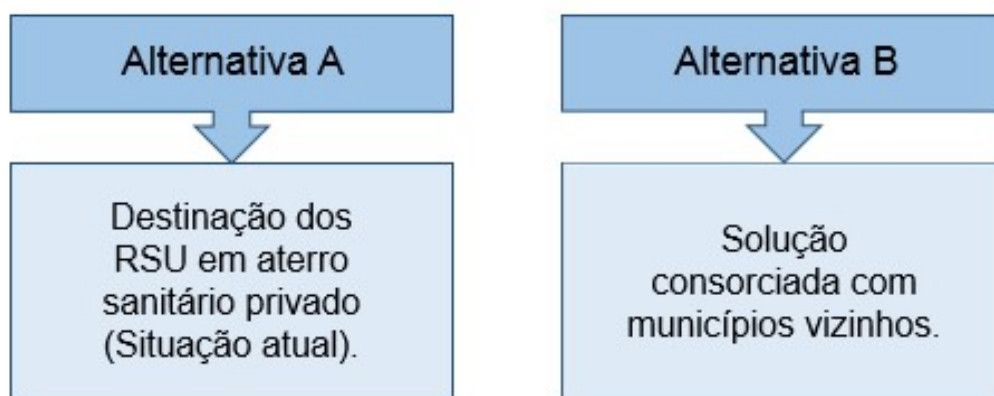 Alternativa A
Destinação dos
RSU em aterro
sanitário privado
(Situação atual).
Alternativa B
Solução
consorciada com
municípios vizinhos.